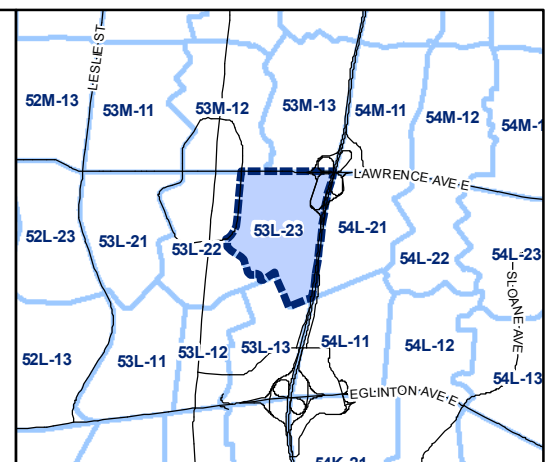 LESLIE ST
52M-13
53M-11
53M-12
53M-13
54M-11
54M-12
54M-1
LAWRENCE AVE E
52L-23
53L-21
53L-22
53L-23
54L-21
54L-22
54L-23
SLOANE AVE
52L-13
53L-11
53L-12
53L-13
54L-11
54L-12
54L-13
EGLINTON AVE E
54K-21